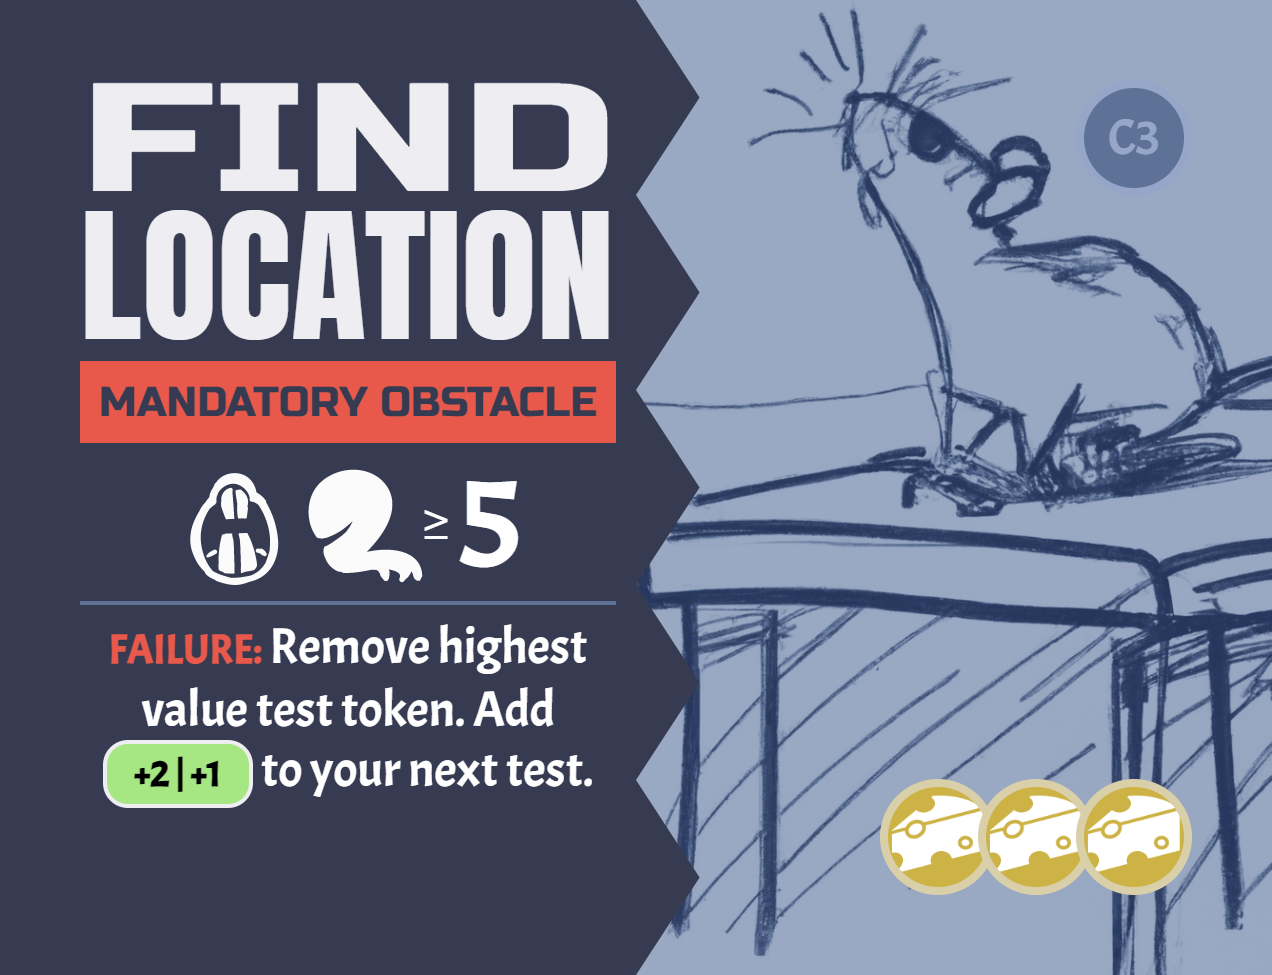 FIND
LOCATION
MANDATORY OBSTACLE
≥5
FAILURE: Remove highest
value test token. Add
+2 | +1 to your next test.
C3